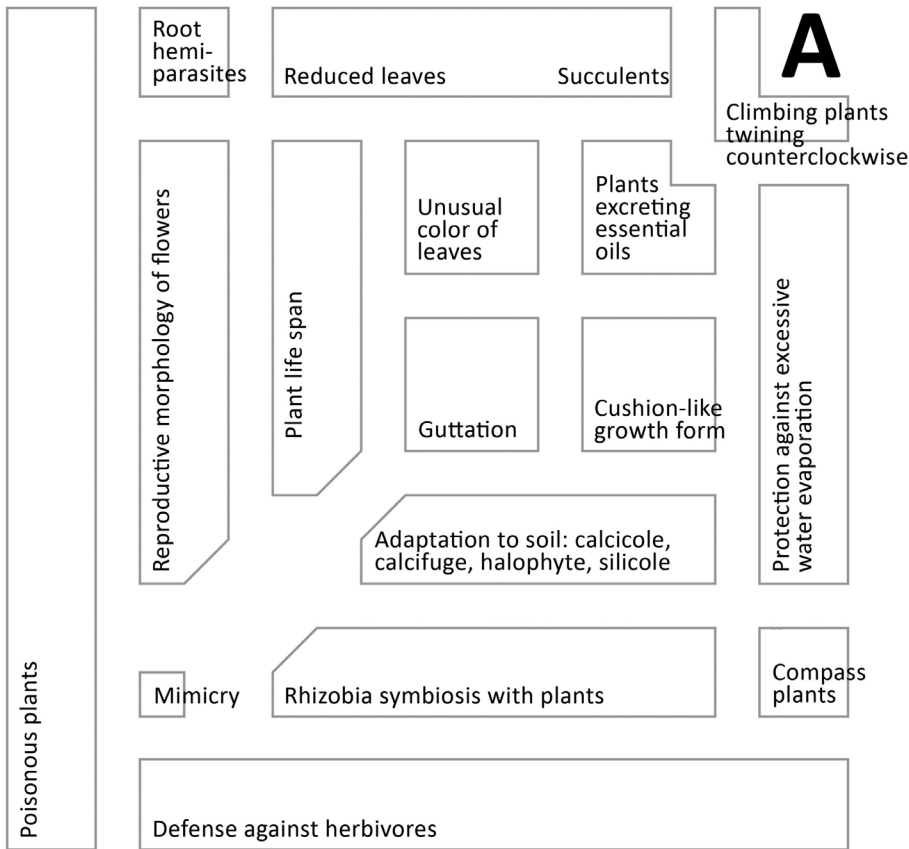 Root
hemi-
parasites
Reduced leaves
Succulents
A
Climbing plants
twining
counterclockwise
Reproductive morphology of flowers
Plant life span
Unusual
color of
leaves
Plants
excreting
essential
oils
Guttation
Cushion-like
growth form
Protection against excessive
water evaporation
Adaptation to soil: calcicole,
calcifuge, halophyte, silicole
Poisonous plants
Mimicry
Rhizobia symbiosis with plants
Compass
plants
Defense against herbivores